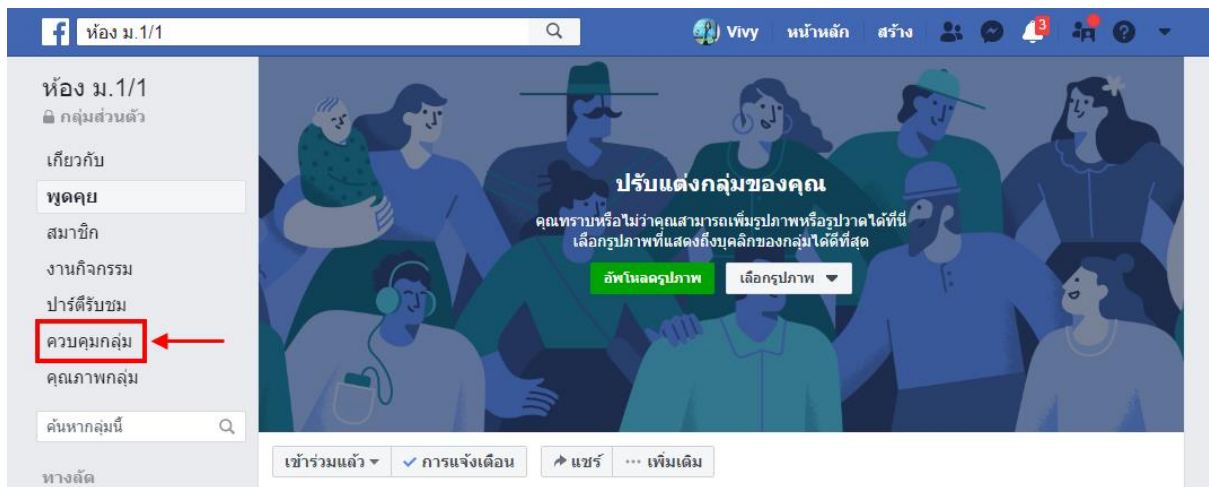 ห้อง ม.1/1
Vivy หน้าหลัก สร้าง 3
ห้อง ม.1/1
กลุ่มส่วนตัว
เกี่ยวกับ
พูดคุย
สมาชิก
งานกิจกรรม
ปาร์ตี้รับชม
ควบคุมกลุ่ม
คุณภาพกลุ่ม
ค้นหากลุ่มนี้
ทางลัด
ปรับแต่งกลุ่มของคุณ
คุณทราบหรือไม่ว่าคุณสามารถเพิ่มรูปภาพหรือรูปวาดได้ที่นี่
เลือกรูปภาพที่แสดงถึงบุคลิกของกลุ่มได้ดีที่สุด
อัพโหลดรูปภาพ เลือกรูปภาพ
เข้าร่วมแล้ว การแจ้งเตือน แชร์ ... เพิ่มเติม